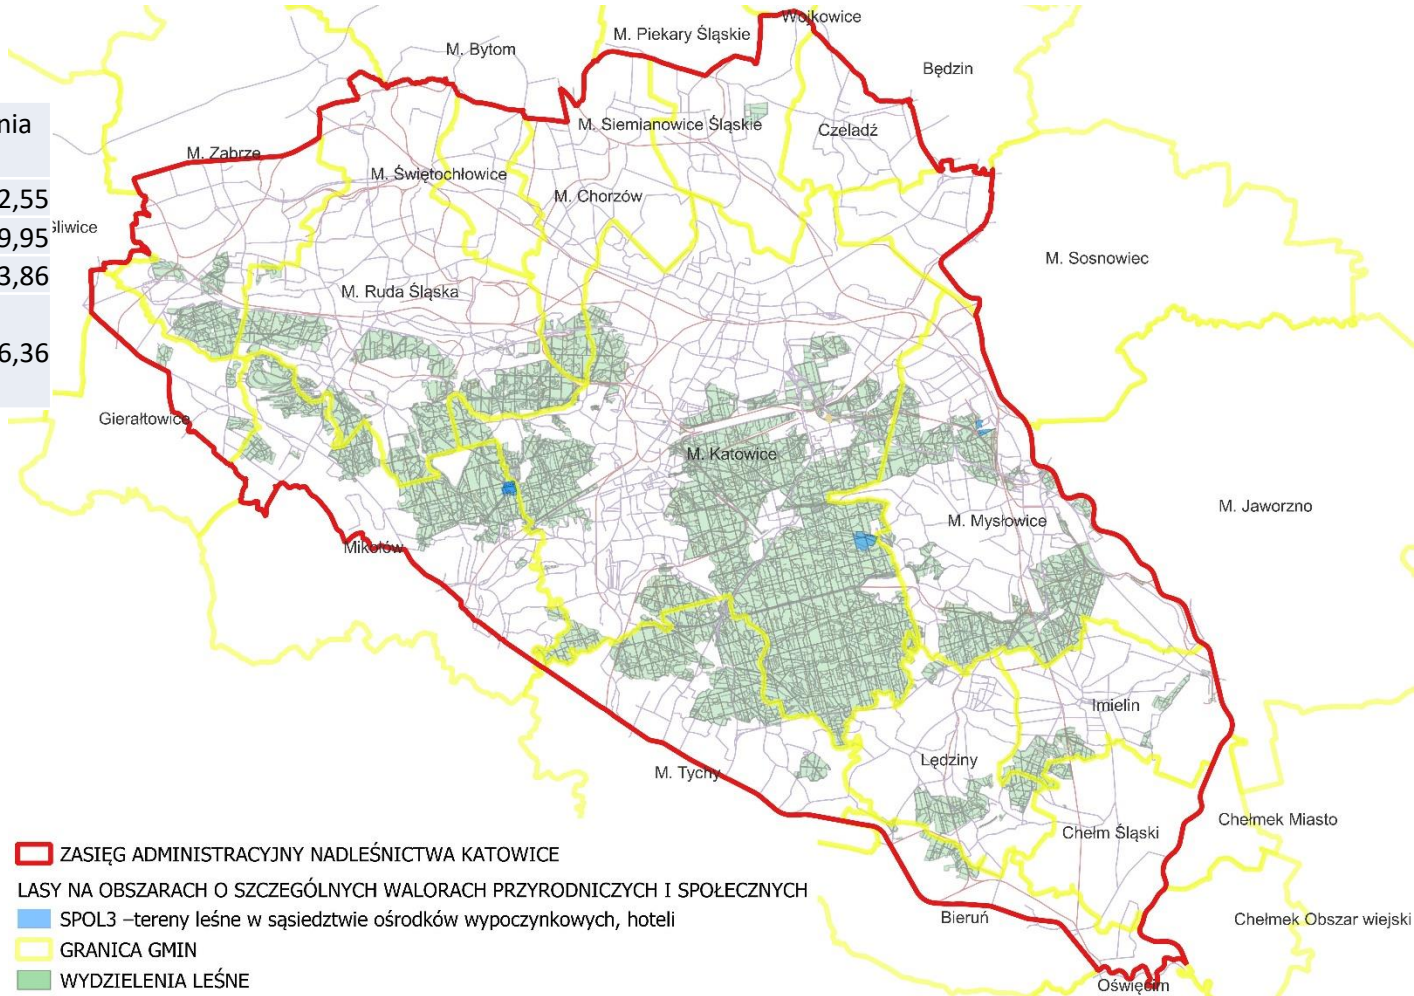 Wojkowice
M. Piekary Śląskie
M. Bytom
Będzin
nia
M. Siemianowice Śląskie
Czeladź
M. Zabrze
M. Świętochłowice
2,55
M. Chorzów
Gliwice
9,95
M. Sosnowiec
3,86
M. Ruda Śląska
6,36
Gierałtowice
M. Katowice
M. Jaworzno
M. Mysłowice
Mikołów
Imielin
Lędziny
M. Tychy
Chełmek Miasto
Chełm Śląski
ZASIĘG ADMINISTRACYJNY NADLEŚNICTWA KATOWICE
LASY NA OBSZARACH O SZCZEGÓLNYCH WALORACH PRZYRODNICZYCH I SPOŁECZNYCH
SPOL3 –tereny leśne w sąsiedztwie ośrodków wypoczynkowych, hoteli
Bieruń
Chełmek Obszar wiejski
GRANICA GMIN
WYDZIELENIA LEŚNE
Oświęcim